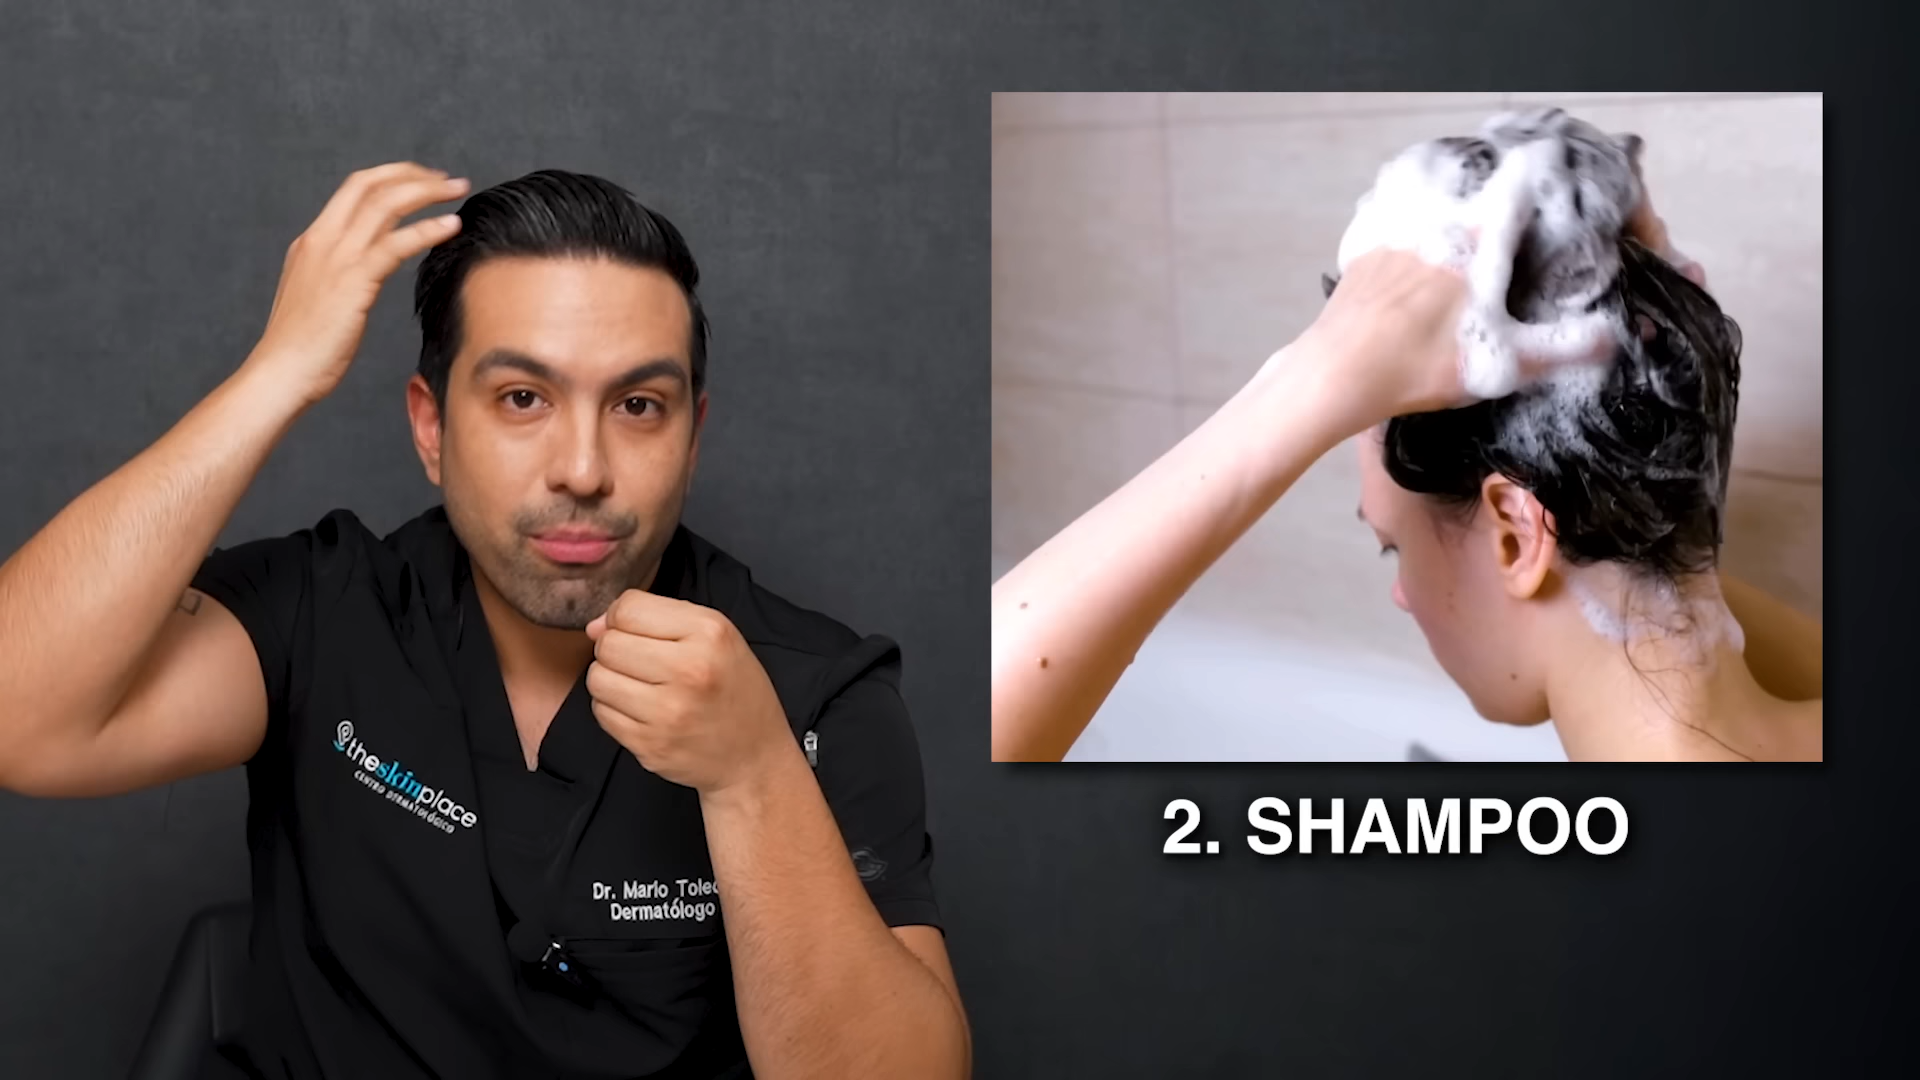 theskinplace
CENTRO DERMATOLÓGICO
Dr. Mario
Dermatólogo
2. SHAMPOO